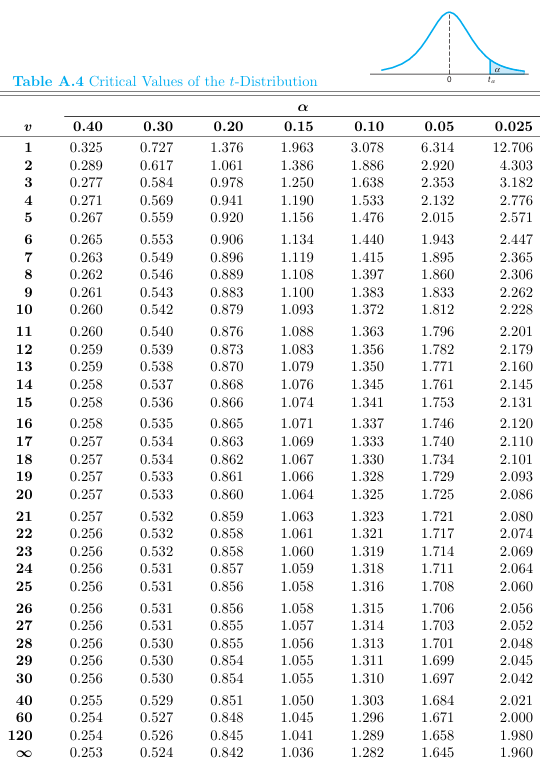 0 tα α
Table A.4 Critical Values of the t-Distribution
α
v 0.40 0.30 0.20 0.15 0.10 0.05 0.025
1 0.325 0.727 1.376 1.963 3.078 6.314 12.706
2 0.289 0.617 1.061 1.386 1.886 2.920 4.303
3 0.277 0.584 0.978 1.250 1.638 2.353 3.182
4 0.271 0.569 0.941 1.190 1.533 2.132 2.776
5 0.267 0.559 0.920 1.156 1.476 2.015 2.571
6 0.265 0.553 0.906 1.134 1.440 1.943 2.447
7 0.263 0.549 0.896 1.119 1.415 1.895 2.365
8 0.262 0.546 0.889 1.108 1.397 1.860 2.306
9 0.261 0.543 0.883 1.100 1.383 1.833 2.262
10 0.260 0.542 0.879 1.093 1.372 1.812 2.228
11 0.260 0.540 0.876 1.088 1.363 1.796 2.201
12 0.259 0.539 0.873 1.083 1.356 1.782 2.179
13 0.259 0.538 0.870 1.079 1.350 1.771 2.160
14 0.258 0.537 0.868 1.076 1.345 1.761 2.145
15 0.258 0.536 0.866 1.074 1.341 1.753 2.131
16 0.258 0.535 0.865 1.071 1.337 1.746 2.120
17 0.257 0.534 0.863 1.069 1.333 1.740 2.110
18 0.257 0.534 0.862 1.067 1.330 1.734 2.101
19 0.257 0.533 0.861 1.066 1.328 1.729 2.093
20 0.257 0.533 0.860 1.064 1.325 1.725 2.086
21 0.257 0.532 0.859 1.063 1.323 1.721 2.080
22 0.256 0.532 0.858 1.061 1.321 1.717 2.074
23 0.256 0.532 0.858 1.060 1.319 1.714 2.069
24 0.256 0.531 0.857 1.059 1.318 1.711 2.064
25 0.256 0.531 0.856 1.058 1.316 1.708 2.060
26 0.256 0.531 0.856 1.058 1.315 1.706 2.056
27 0.256 0.531 0.855 1.057 1.314 1.703 2.052
28 0.256 0.530 0.855 1.056 1.313 1.701 2.048
29 0.256 0.530 0.854 1.055 1.311 1.699 2.045
30 0.256 0.530 0.854 1.055 1.310 1.697 2.042
40 0.255 0.529 0.851 1.050 1.303 1.684 2.021
60 0.254 0.527 0.848 1.045 1.296 1.671 2.000
120 0.254 0.526 0.845 1.041 1.289 1.658 1.980
∞ 0.253 0.524 0.842 1.036 1.282 1.645 1.960